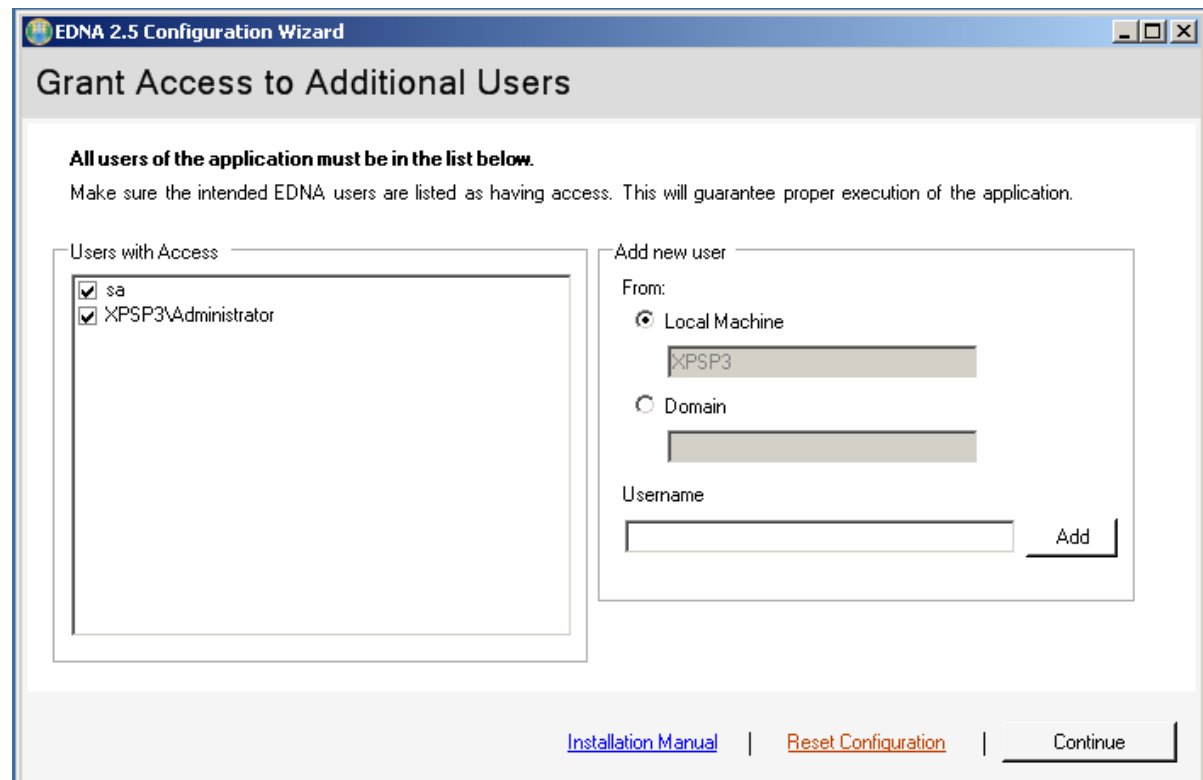 EDNA 2.5 Configuration Wizard
Grant Access to Additional Users
All users of the application must be in the list below.
Make sure the intended EDNA users are listed as having access. This will guarantee proper execution of the application.
Users with Access
sa
XPSP3\Administrator
Add new user
From:
Local Machine
XPSP3
Domain
Username
Add
Installation Manual | Reset Configuration | Continue